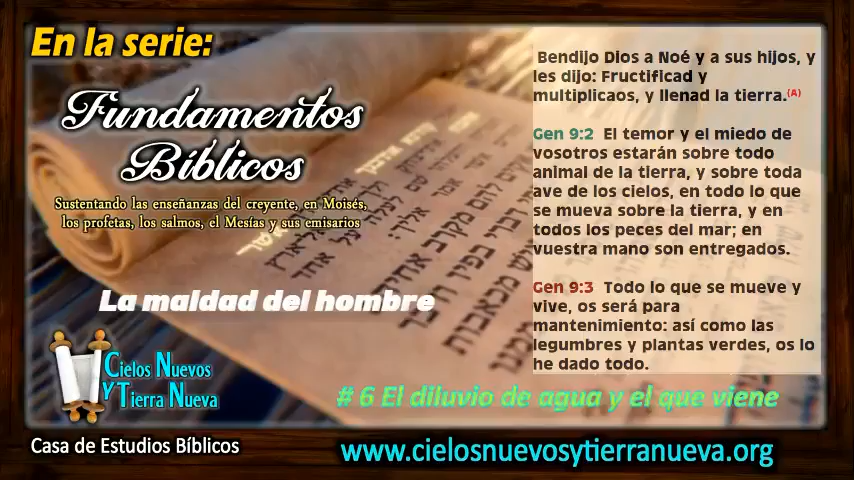 En la serie:
Fundamentos
Bíblicos
Sustentando las enseñanzas del creyente, en Moisés,
los profetas, los salmos, el Mesías y sus emisarios
La maldad del hombre
Bendijo Dios a Noé y a sus hijos, y
les dijo: Fructificad y
multiplicaos, y llenad la tierra.(A)
Gen 9:2 El temor y el miedo de
vosotros estarán sobre todo
animal de la tierra, y sobre toda
ave de los cielos, en todo lo que
se mueva sobre la tierra, y en
todos los peces del mar; en
vuestra mano son entregados.
Gen 9:3 Todo lo que se mueve y
vive, os será para
mantenimiento: así como las
legumbres y plantas verdes, os lo
he dado todo.
Cielos Nuevos
Y Tierra Nueva
# 6 El diluvio de agua y el que viene
Casa de Estudios Bíblicos
www.cielosnuevosytierranueva.org